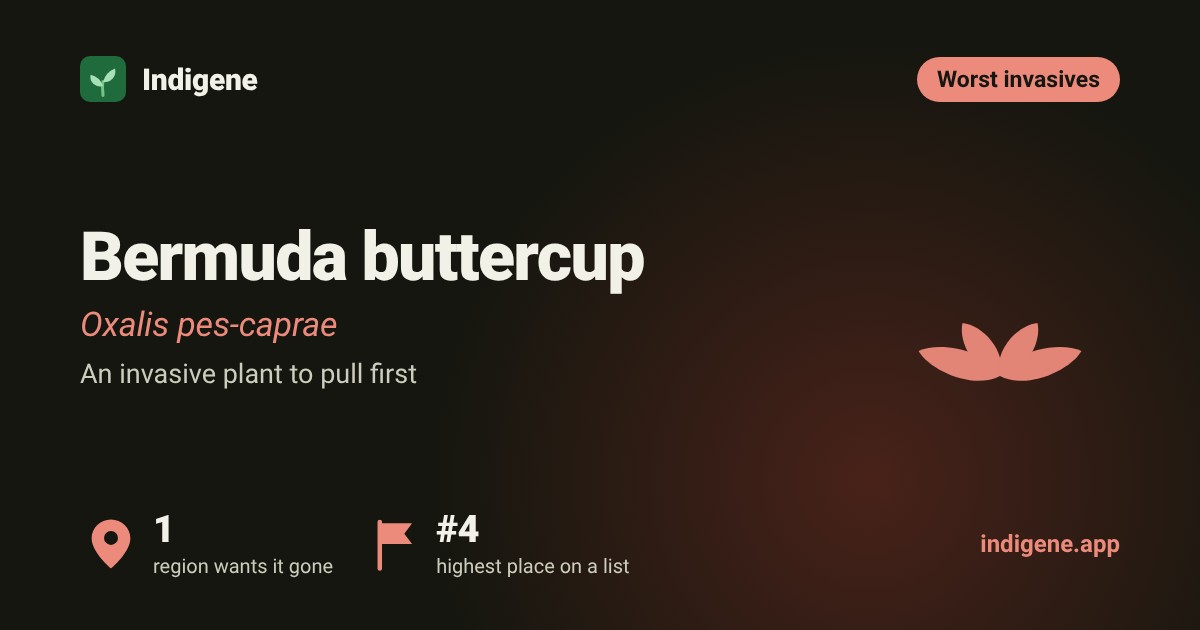 Indigene
Worst invasives
Bermuda buttercup
Oxalis pes-caprae
An invasive plant to pull first
1
region wants it gone
#4
highest place on a list
indigene.app